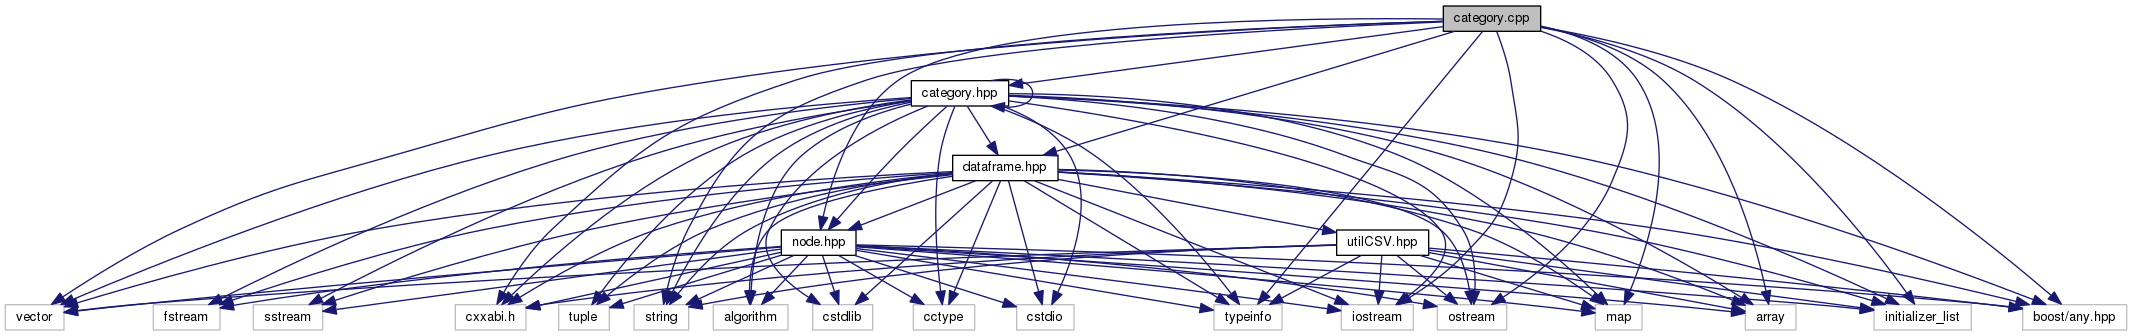 category.cpp
category.hpp
dataframe.hpp
node.hpp
utilCSV.hpp
vector
fstream
sstream
cxxabi.h
tuple
string
algorithm
cstdlib
cctype
cstdio
typeinfo
iostream
ostream
map
array
initializer_list
boost/any.hpp